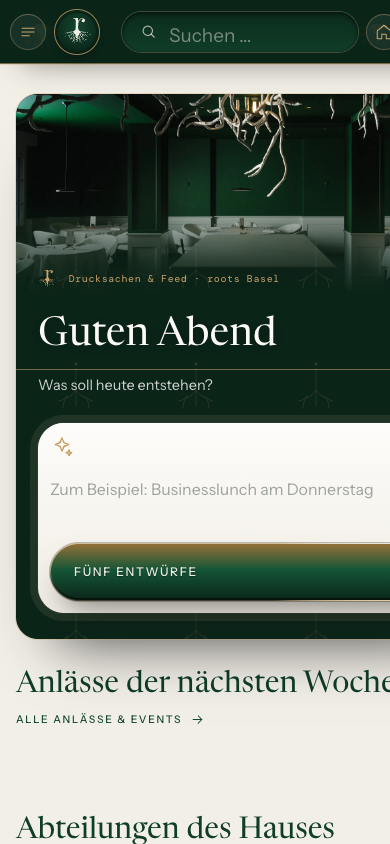 r
Suchen ...
r
Drucksachen & Feed · roots Basel
Guten Abend
Was soll heute entstehen?
Zum Beispiel: Businesslunch am Donnerstag
FÜNF ENTWÜRFE
Anlässe der nächsten Woche
ALLE ANLÄSSE & EVENTS →
Abteilungen des Hauses